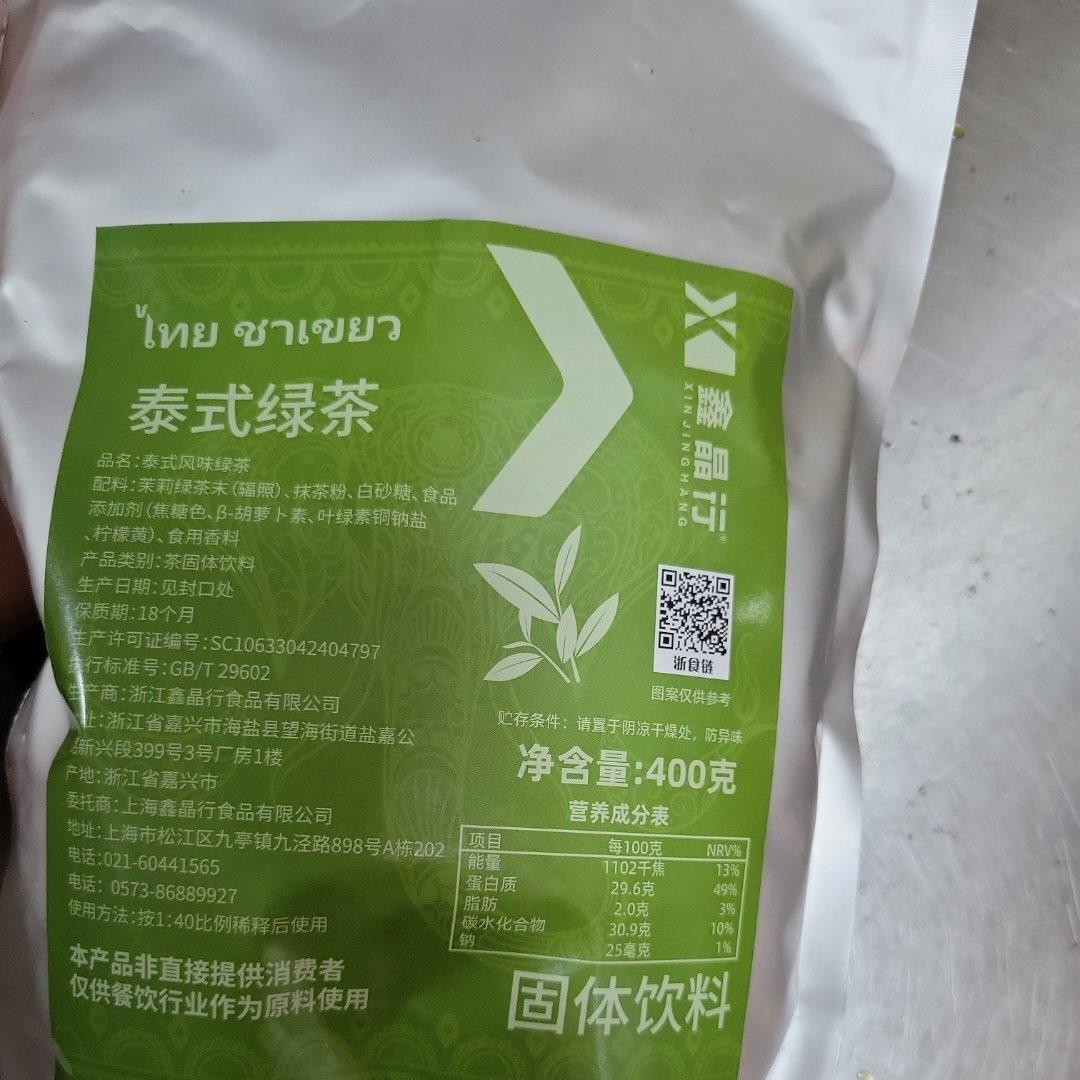 ไทย ชาเขยว
泰式绿茶
品名:泰式风味绿茶
配料:茉莉绿茶末(辐照)、抹茶粉、白砂糖、食品
添加剂(焦糖色、β-胡萝卜素、叶绿素铜钠盐
、柠檬黄)、食用香料
产品类别:茶固体饮料
生产日期:见封口处
保质期:18个月
生产许可证编号:SC10633042404797
行标准号:GB/T 29602
生产商:浙江鑫晶行食品有限公司
址:浙江省嘉兴市海盐县望海街道盐嘉公
新兴段399号3号厂房1楼
产地:浙江省嘉兴市
委托商:上海鑫晶行食品有限公司
地址:上海市松江区九亭镇九泾路898号A栋202
电话:021-60441565
电话: 0573-86889927
使用方法:按1:40比例稀释后使用
本产品非直接提供消费者
仅供餐饮行业作为原料使用
鑫晶行®
XINJINGHANG
浙食链
图案仅供参考
贮存条件: 请置于阴凉干燥处，防异味
净含量:400克
营养成分表
项目 每100克 NRV%
能量 1102千焦 13%
蛋白质 29.6克 49%
脂肪 2.0克 3%
碳水化合物 30.9克 10%
钠 25毫克 1%
固体饮料